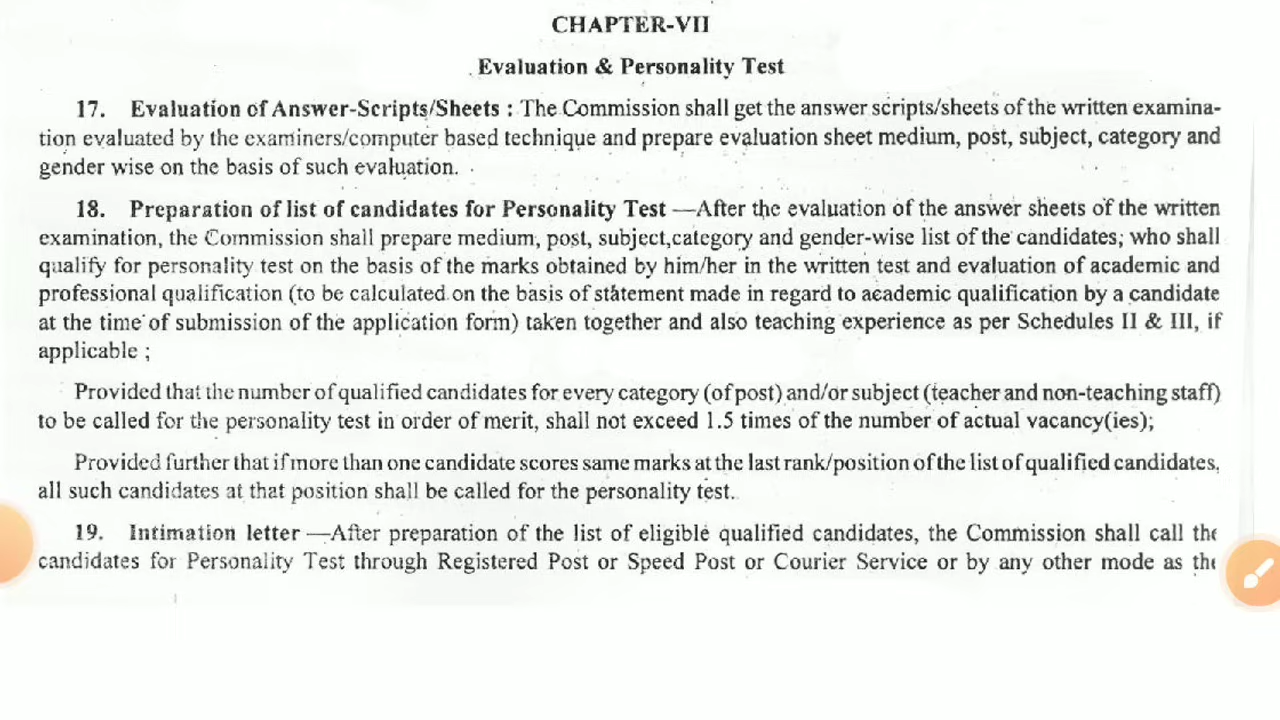 CHAPTER-VII
Evaluation & Personality Test
17. Evaluation of Answer-Scripts/Sheets : The Commission shall get the answer scripts/sheets of the written examina-
tion evaluated by the examiners/computer based technique and prepare evaluation sheet medium, post, subject, category and
gender wise on the basis of such evaluation.
18. Preparation of list of candidates for Personality Test —After the evaluation of the answer sheets of the written
examination, the Commission shall prepare medium, post, subject,category and gender-wise list of the candidates; who shall
qualify for personality test on the basis of the marks obtained by him/her in the written test and evaluation of academic and
professional qualification (to be calculated on the basis of statement made in regard to academic qualification by a candidate
at the time of submission of the application form) taken together and also teaching experience as per Schedules II & III, if
applicable ;
Provided that the number of qualified candidates for every category (of post) and/or subject (teacher and non-teaching staff)
to be called for the personality test in order of merit, shall not exceed 1.5 times of the number of actual vacancy(ies);
Provided further that if more than one candidate scores same marks at the last rank/position of the list of qualified candidates,
all such candidates at that position shall be called for the personality test.
19. Intimation letter —After preparation of the list of eligible qualified candidates, the Commission shall call the
candidates for Personality Test through Registered Post or Speed Post or Courier Service or by any other mode as the